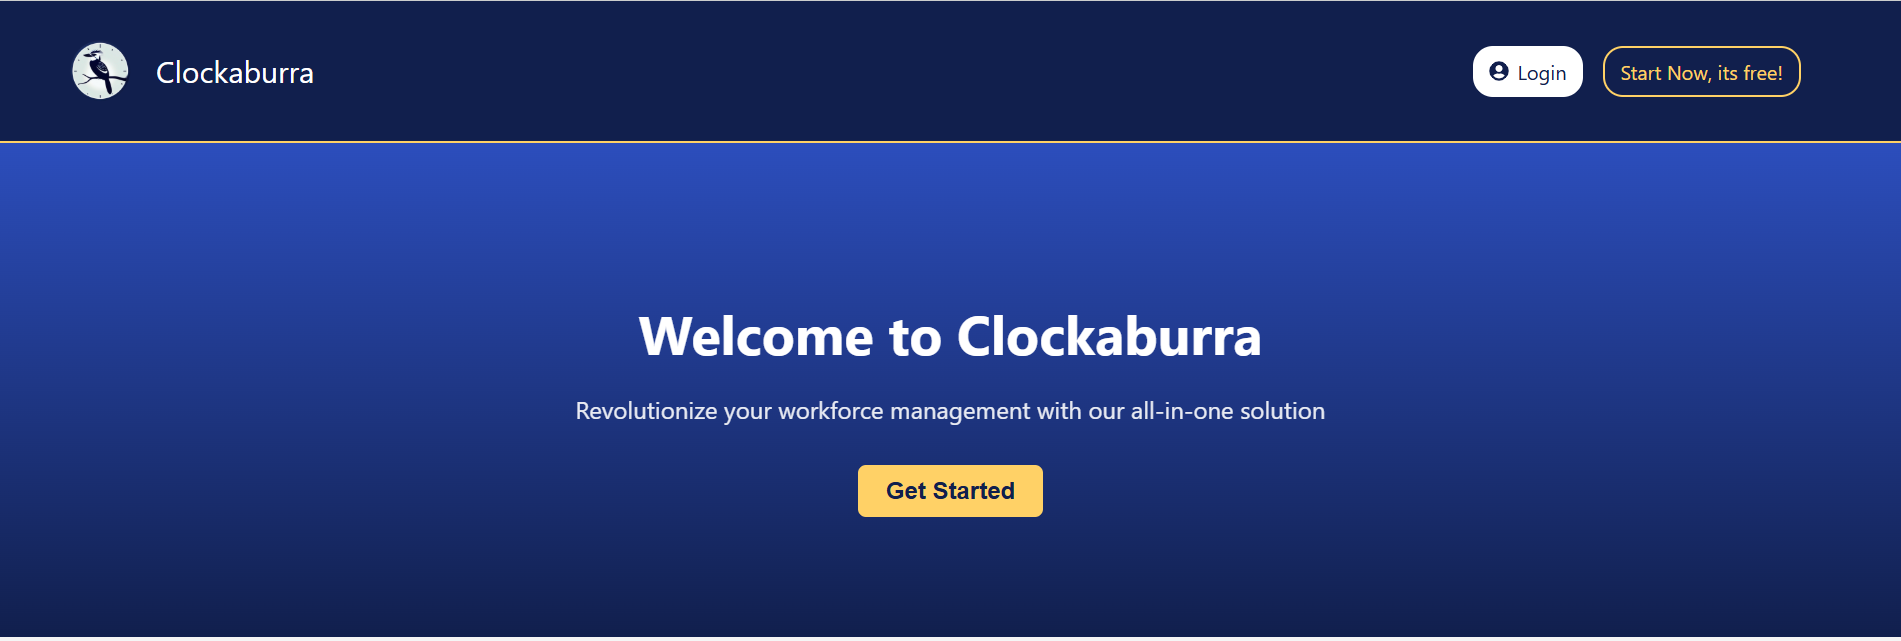 Clockaburra
Login
Start Now, its free!
Welcome to Clockaburra
Revolutionize your workforce management with our all-in-one solution
Get Started